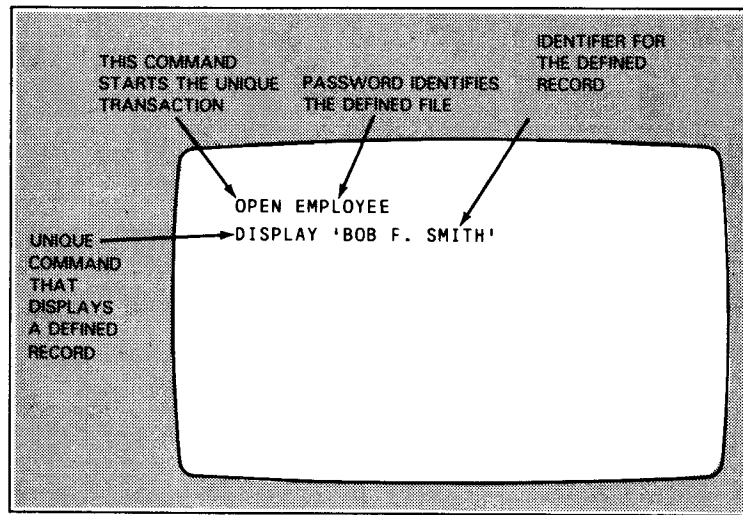 THIS COMMAND
STARTS THE UNIQUE
TRANSACTION
PASSWORD IDENTIFIES
THE DEFINED FILE
IDENTIFIER FOR
THE DEFINED
RECORD
OPEN EMPLOYEE
DISPLAY 'BOB F. SMITH'
UNIQUE
COMMAND
THAT
DISPLAYS
A DEFINED
RECORD